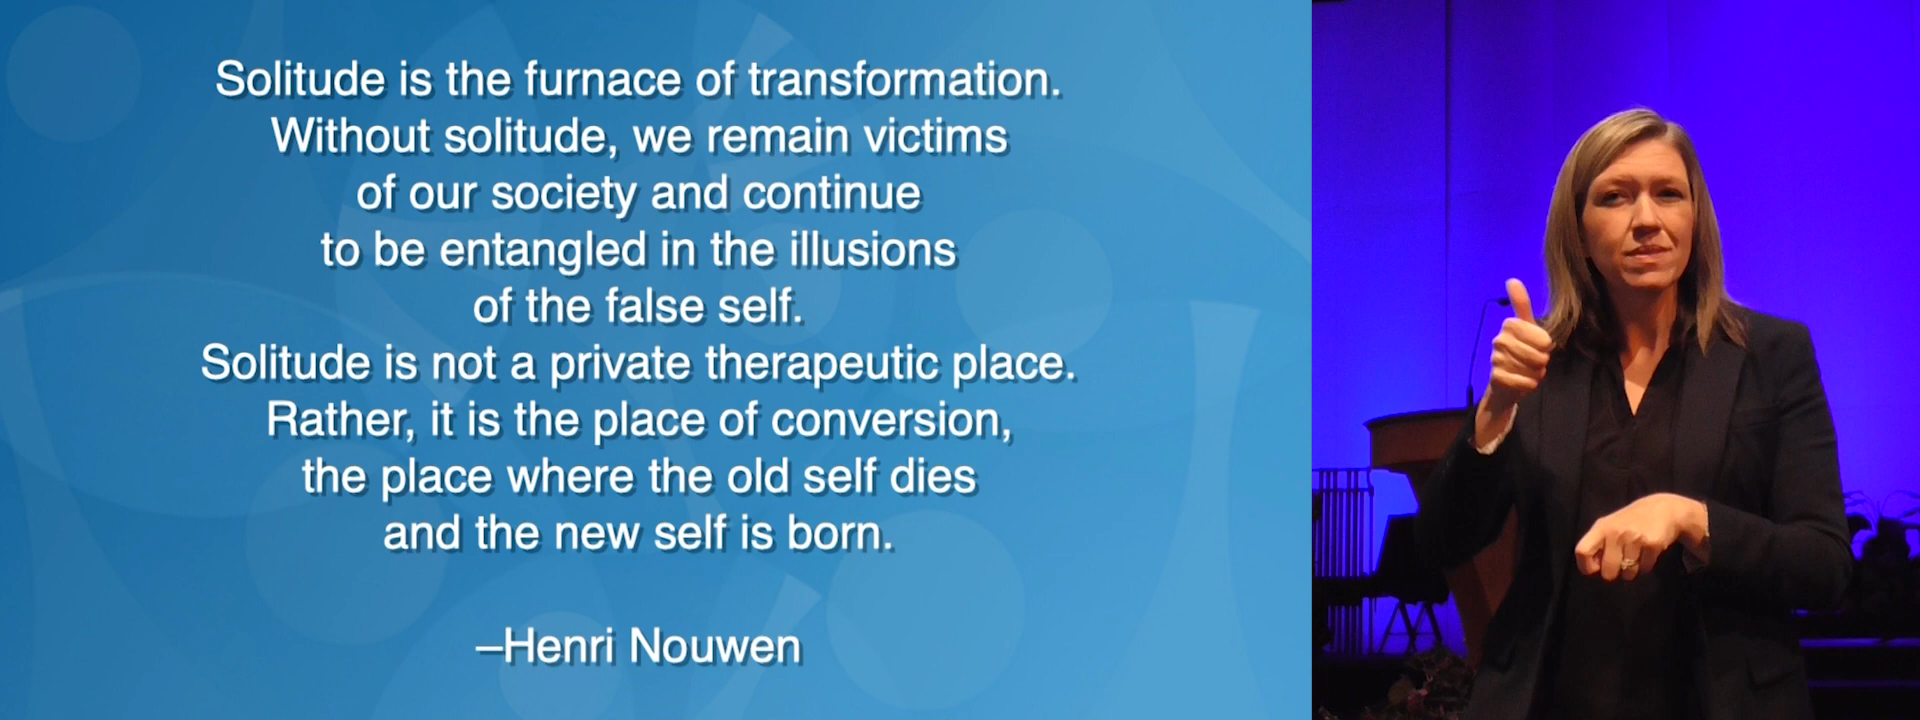 Solitude is the furnace of transformation.
Without solitude, we remain victims
of our society and continue
to be entangled in the illusions
of the false self.
Solitude is not a private therapeutic place.
Rather, it is the place of conversion,
the place where the old self dies
and the new self is born.
–Henri Nouwen